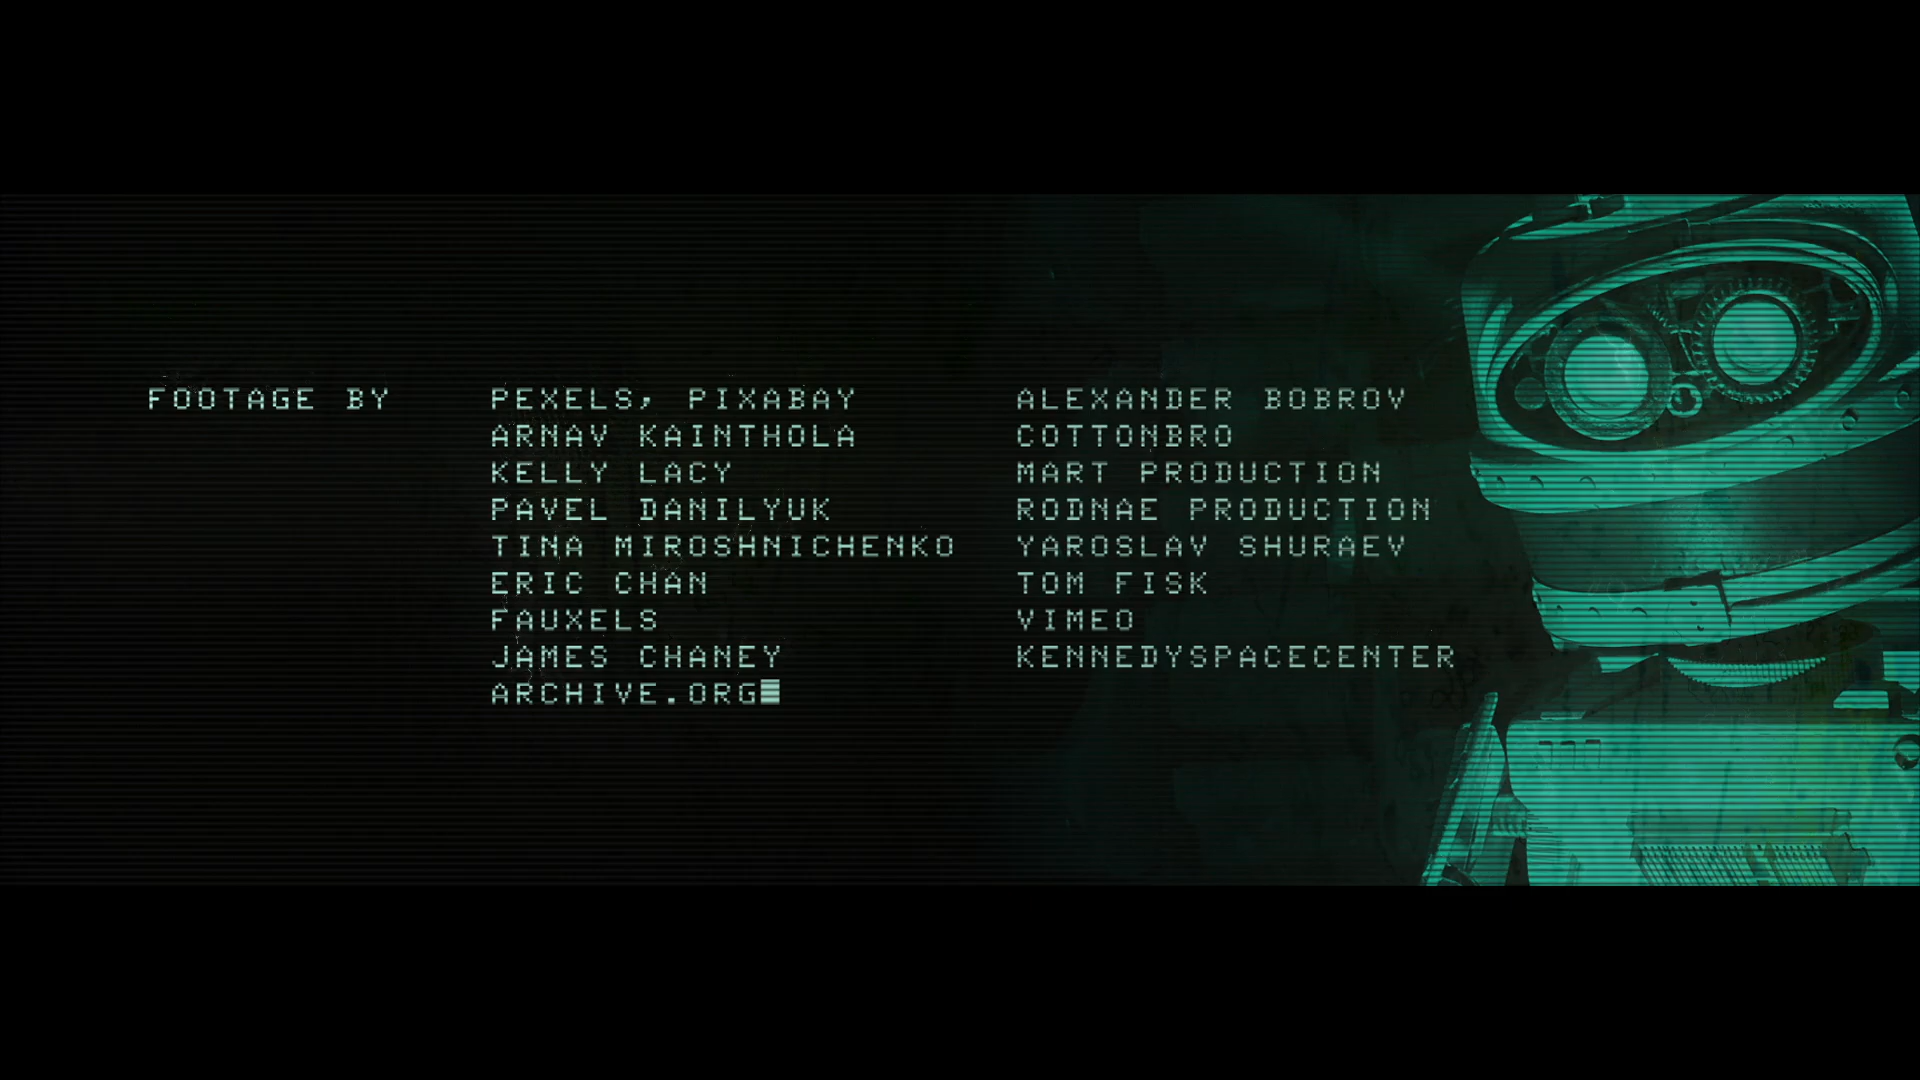 FOOTAGE BY
PEXELS, PIXABAY
ARNAV KAINTHOLA
KELLY LACY
PAVEL DANILYUK
TINA MIROSHNICHENKO
ERIC CHAN
FAUXELS
JAMES CHANEY
ARCHIVE.ORG
ALEXANDER BOBROV
COTTONBRO
MART PRODUCTION
RODNAE PRODUCTION
YAROSLAV SHURAEV
TOM FISK
VIMEO
KENNEDYSPACECENTER